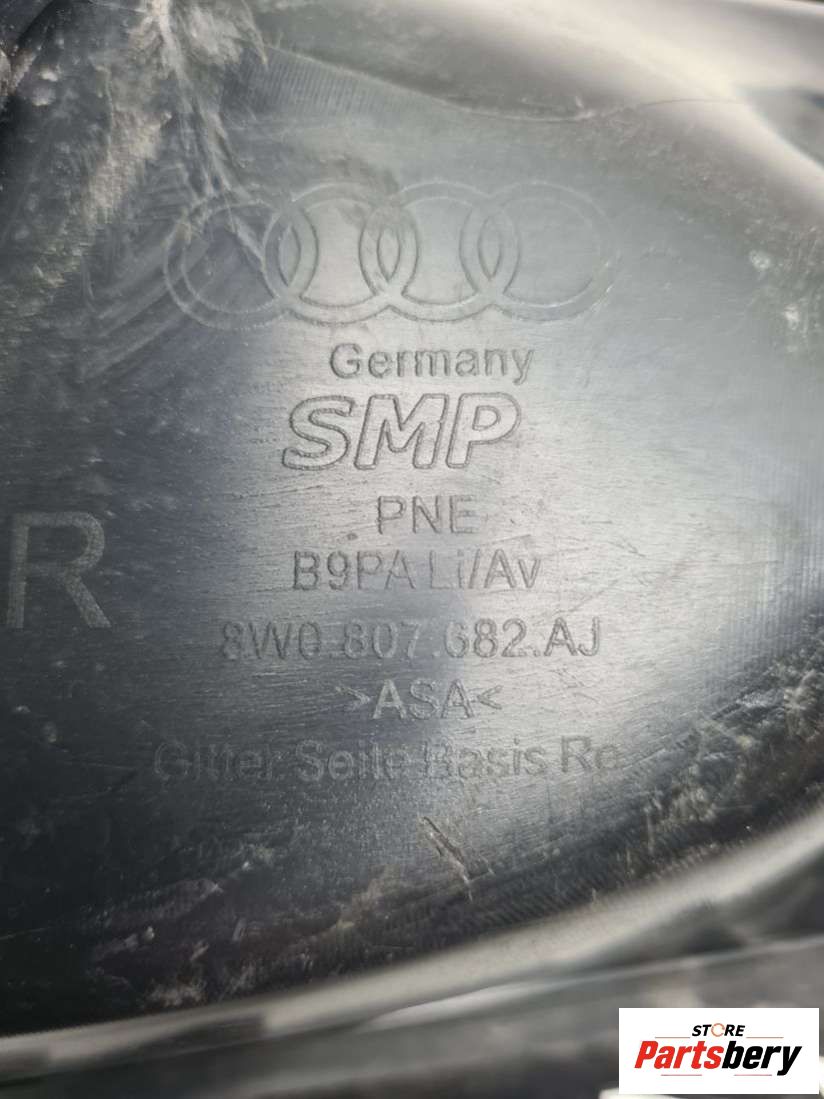 Germany
SMP
PNE
R
B9PA Li/Av
8W0.807.682.AJ
>ASA<
Gitter Seite Basis Re
STORE
Partsbery